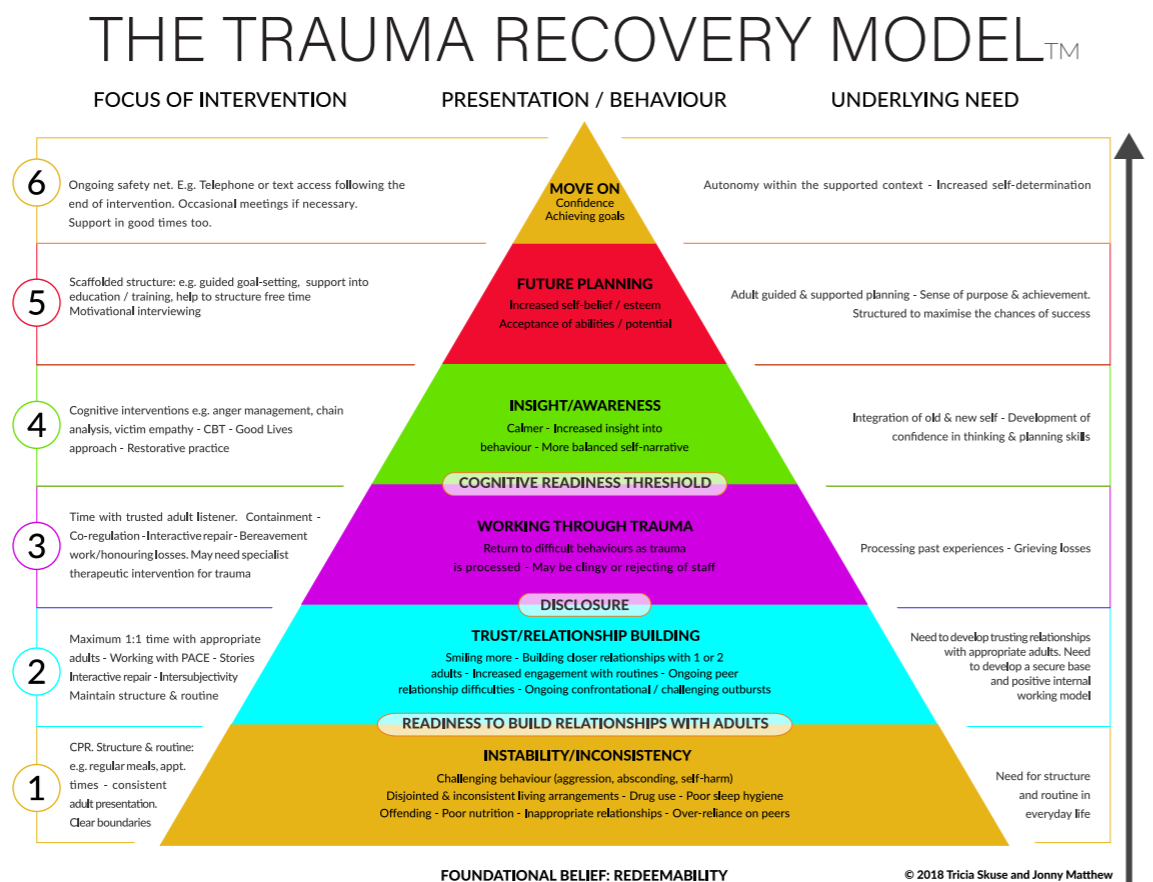 THE TRAUMA RECOVERY MODEL™
FOCUS OF INTERVENTION
PRESENTATION / BEHAVIOUR
UNDERLYING NEED
6
Ongoing safety net. E.g. Telephone or text access following the
end of intervention. Occasional meetings if necessary.
Support in good times too.
MOVE ON
Confidence
Achieving goals
Autonomy within the supported context - Increased self-determination
5
Scaffolded structure: e.g. guided goal-setting, support into
education / training, help to structure free time
Motivational interviewing
FUTURE PLANNING
Increased self-belief / esteem
Acceptance of abilities / potential
Adult guided & supported planning - Sense of purpose & achievement.
Structured to maximise the chances of success
4
Cognitive interventions e.g. anger management, chain
analysis, victim empathy - CBT - Good Lives
approach - Restorative practice
INSIGHT/AWARENESS
Calmer - Increased insight into
behaviour - More balanced self-narrative
Integration of old & new self - Development of
confidence in thinking & planning skills
COGNITIVE READINESS THRESHOLD
3
Time with trusted adult listener. Containment -
Co-regulation - Interactive repair - Bereavement
work/honouring losses. May need specialist
therapeutic intervention for trauma
WORKING THROUGH TRAUMA
Return to difficult behaviours as trauma
is processed - May be clingy or rejecting of staff
Processing past experiences - Grieving losses
DISCLOSURE
2
Maximum 1:1 time with appropriate
adults - Working with PACE - Stories
Interactive repair - Intersubjectivity
Maintain structure & routine
TRUST/RELATIONSHIP BUILDING
Smiling more - Building closer relationships with 1 or 2
adults - Increased engagement with routines - Ongoing peer
relationship difficulties - Ongoing confrontational / challenging outbursts
Need to develop trusting relationships
with appropriate adults. Need
to develop a secure base
and positive internal
working model
READINESS TO BUILD RELATIONSHIPS WITH ADULTS
1
CPR. Structure & routine:
e.g. regular meals, appt.
times - consistent
adult presentation.
Clear boundaries
INSTABILITY/INCONSISTENCY
Challenging behaviour (aggression, absconding, self-harm)
Disjointed & inconsistent living arrangements - Drug use - Poor sleep hygiene
Offending - Poor nutrition - Inappropriate relationships - Over-reliance on peers
Need for structure
and routine in
everyday life
FOUNDATIONAL BELIEF: REDEEMABILITY
© 2018 Tricia Skuse and Jonny Matthew